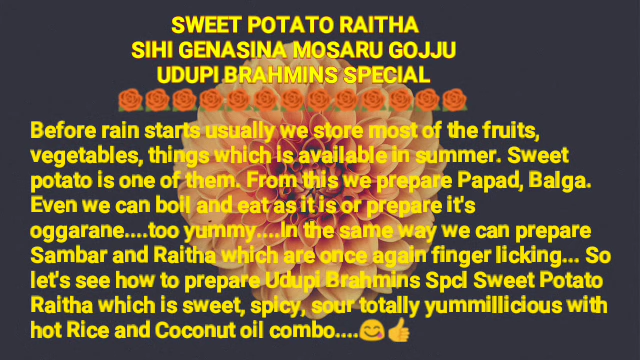 SWEET POTATO RAITHA
SIHI GENASINA MOSARU GOJJU
UDUPI BRAHMINS SPECIAL
🌹🌹🌹🌹🌹🌹🌹🌹🌹🌹🌹🌹🌹
Before rain starts usually we store most of the fruits,
vegetables, things which is available in summer. Sweet
potato is one of them. From this we prepare Papad, Balga.
Even we can boil and eat as it is or prepare it's
oggarane....too yummy....In the same way we can prepare
Sambar and Raitha which are once again finger licking... So
let's see how to prepare Udupi Brahmins Spcl Sweet Potato
Raitha which is sweet, spicy, sour totally yummillicious with
hot Rice and Coconut oil combo....😋👍